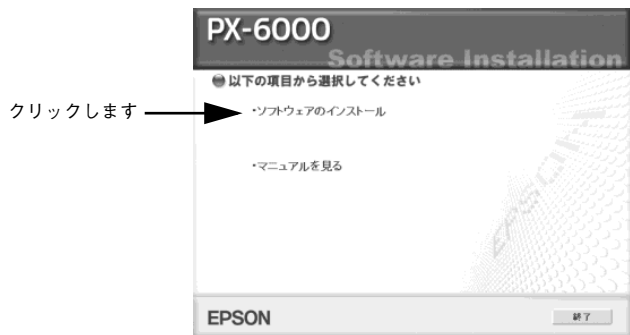 PX-6000
Software Installation
以下の項目から選択してください
クリックします
・ソフトウェアのインストール
・マニュアルを見る
EPSON
EPSON
終了